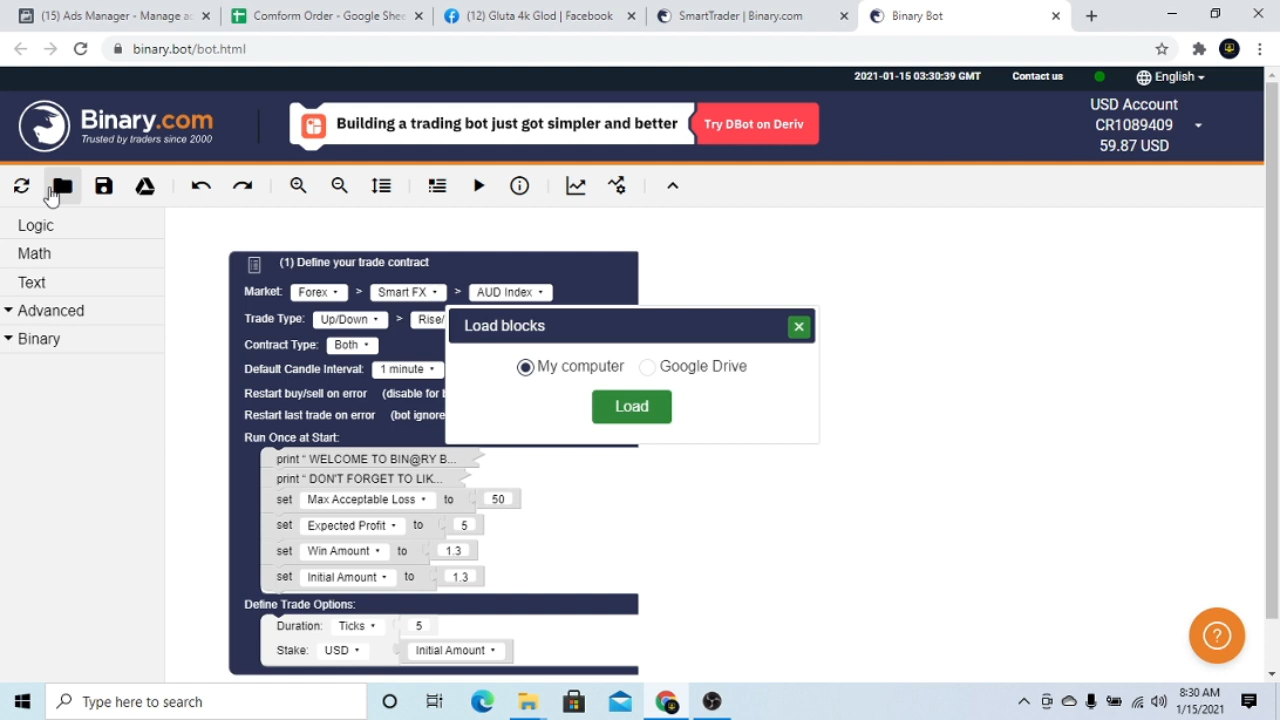 (15) Ads Manager - Manage ad
Comform Order - Google Shee
(12) Gluta 4k Glod | Facebook
SmartTrader | Binary.com
Binary Bot
binary.bot/bot.html
2021-01-15 03:30:39 GMT
Contact us
English
Binary.com
Trusted by traders since 2000
Building a trading bot just got simpler and better
Try DBot on Deriv
USD Account
CR1089409
59.87 USD
Logic
Math
Text
Advanced
Binary
(1) Define your trade contract
Market: Forex > Smart FX > AUD Index
Trade Type: Up/Down > Rise/
Contract Type: Both
Default Candle Interval: 1 minute
Restart buy/sell on error (disable for b
Restart last trade on error (bot ignore
Run Once at Start:
print “ WELCOME TO BIN@RY B...
print “ DON'T FORGET TO LIK...
set Max Acceptable Loss to 50
set Expected Profit to 5
set Win Amount to 1.3
set Initial Amount to 1.3
Define Trade Options:
Duration: Ticks 5
Stake: USD Initial Amount
Load blocks
My computer Google Drive
Load
Type here to search
8:30 AM
1/15/2021